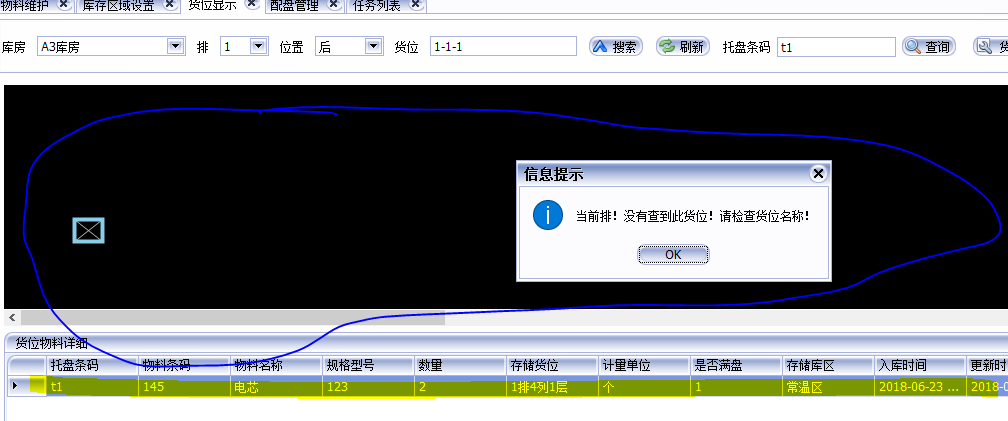 物料维护 库存区域设置 货位显示 配盘管理 任务列表
库房 A3库房 排 1 位置 后 货位 1-1-1 搜索 刷新 托盘条码 t1 查询
信息提示
当前排！没有查到此货位！请检查货位名称！
OK
货位物料详细
托盘条码 物料条码 物料名称 规格型号 数量 存储货位 计量单位 是否满盘 存储库区 入库时间 更新时
t1 145 电芯 123 2 1排4列1层 个 1 常温区 2018-06-23 ... 2018-0